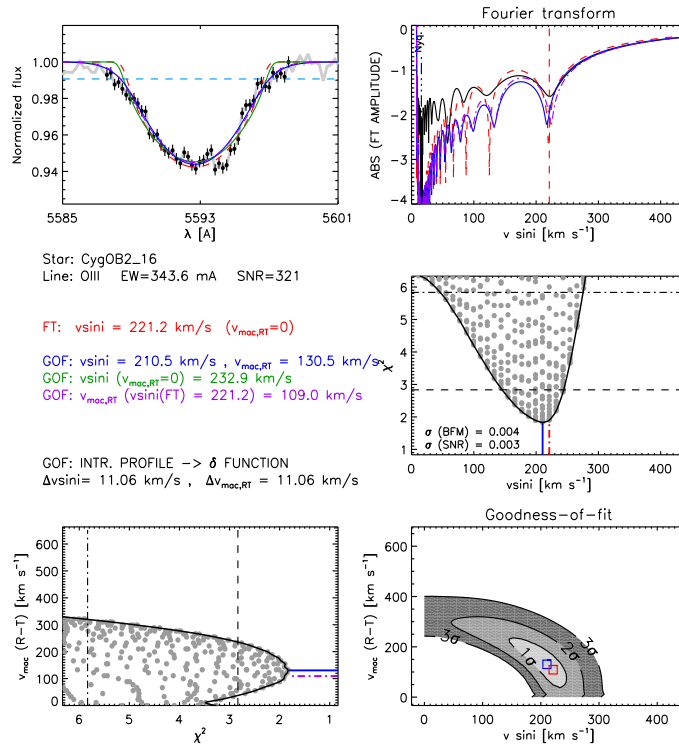 Fourier transform
Normalized flux
1.00
0.98
0.96
0.94
5585
5593
5601
λ [A]
ABS (FT AMPLITUDE)
0
−1
−2
−3
−4
0
100
200
300
400
v sini [km s⁻¹]
Star: CygOB2_16
Line: OIII EW=343.6 mA SNR=321
FT: vsini = 221.2 km/s (v_mac,RT=0)
GOF: vsini = 210.5 km/s , v_mac,RT = 130.5 km/s
GOF: vsini (v_mac,RT=0) = 232.9 km/s
GOF: v_mac,RT (vsini(FT) = 221.2) = 109.0 km/s
GOF: INTR. PROFILE −> δ FUNCTION
Δvsini= 11.06 km/s , Δv_mac,RT = 11.06 km/s
χ²
6
5
4
3
2
1
σ (BFM) = 0.004
σ (SNR) = 0.003
0
100
200
300
400
vsini [km s⁻¹]
v_mac (R−T) [km s⁻¹]
600
500
400
300
200
100
0
6
5
4
3
2
1
χ²
Goodness−of−fit
v_mac (R−T) [km s⁻¹]
600
400
200
0
3σ
1σ
2σ
3σ
0
100
200
300
400
v sini [km s⁻¹]